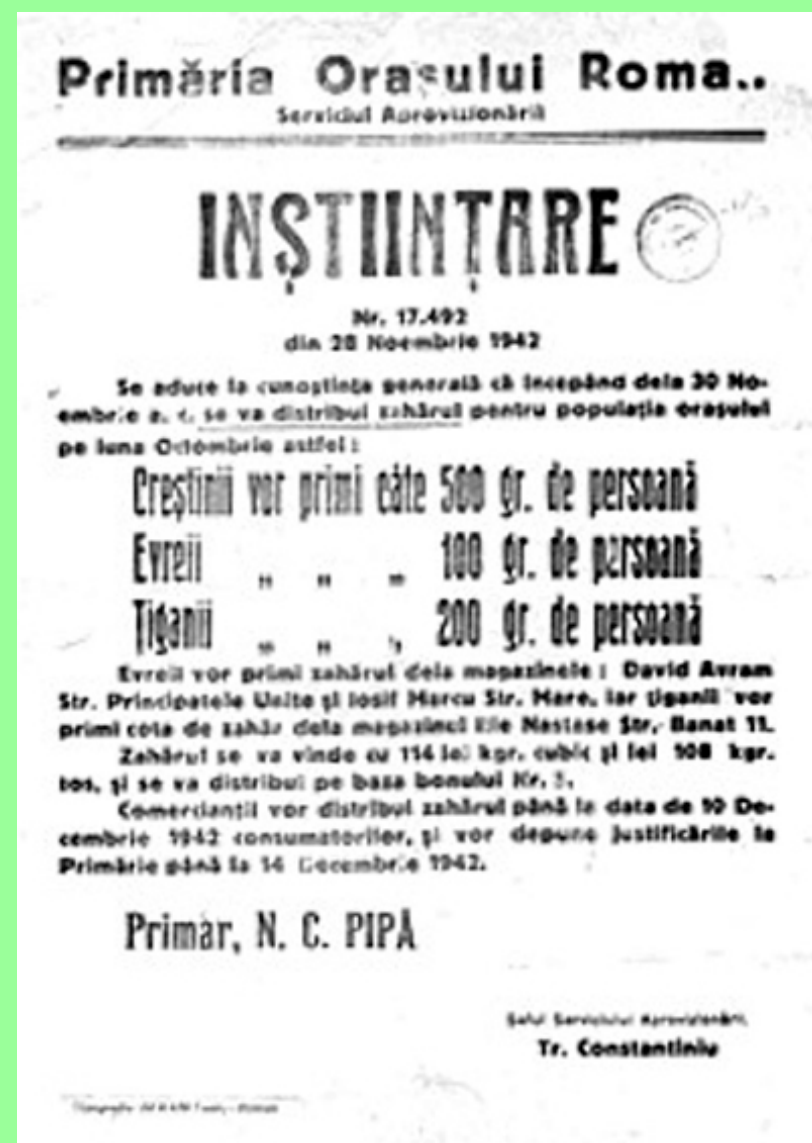 Primăria Orașului Roma..
Serviciul Aprovizionării
INȘTIINȚARE
Nr. 17.492
din 28 Noembrie 1942
Se aduce la cunoștința generală că începând dela 30 No-
embrie a. c. se va distribui zahărul pentru populația orașului
pe luna Octombrie astfel:
Creștinii vor primi câte 500 gr. de persoană
Evreii „ „ „ 100 gr. de persoană
Țiganii „ „ „ 200 gr. de persoană
Evreii vor primi zahărul dela magazinele: David Avram
Str. Principatele Unite și Iosif Marcu Str. Mare, iar țiganii vor
primi cota de zahăr dela magazinul Ilie Nastase Str. Banat 11.
Zahărul se va vinde cu 114 lei kgr. cubic și lei 108 kgr.
tos, și se va distribui pe baza bonului Nr.
Comercianții vor distribui zahărul până la data de 10 De-
cembrie 1942 consumatorilor, și vor depune justificările la
Primărie până la 14 Decembrie 1942.
Primar, N. C. PIPĂ
Șeful Serviciului Aprovizionării,
Tr. Constantiniu